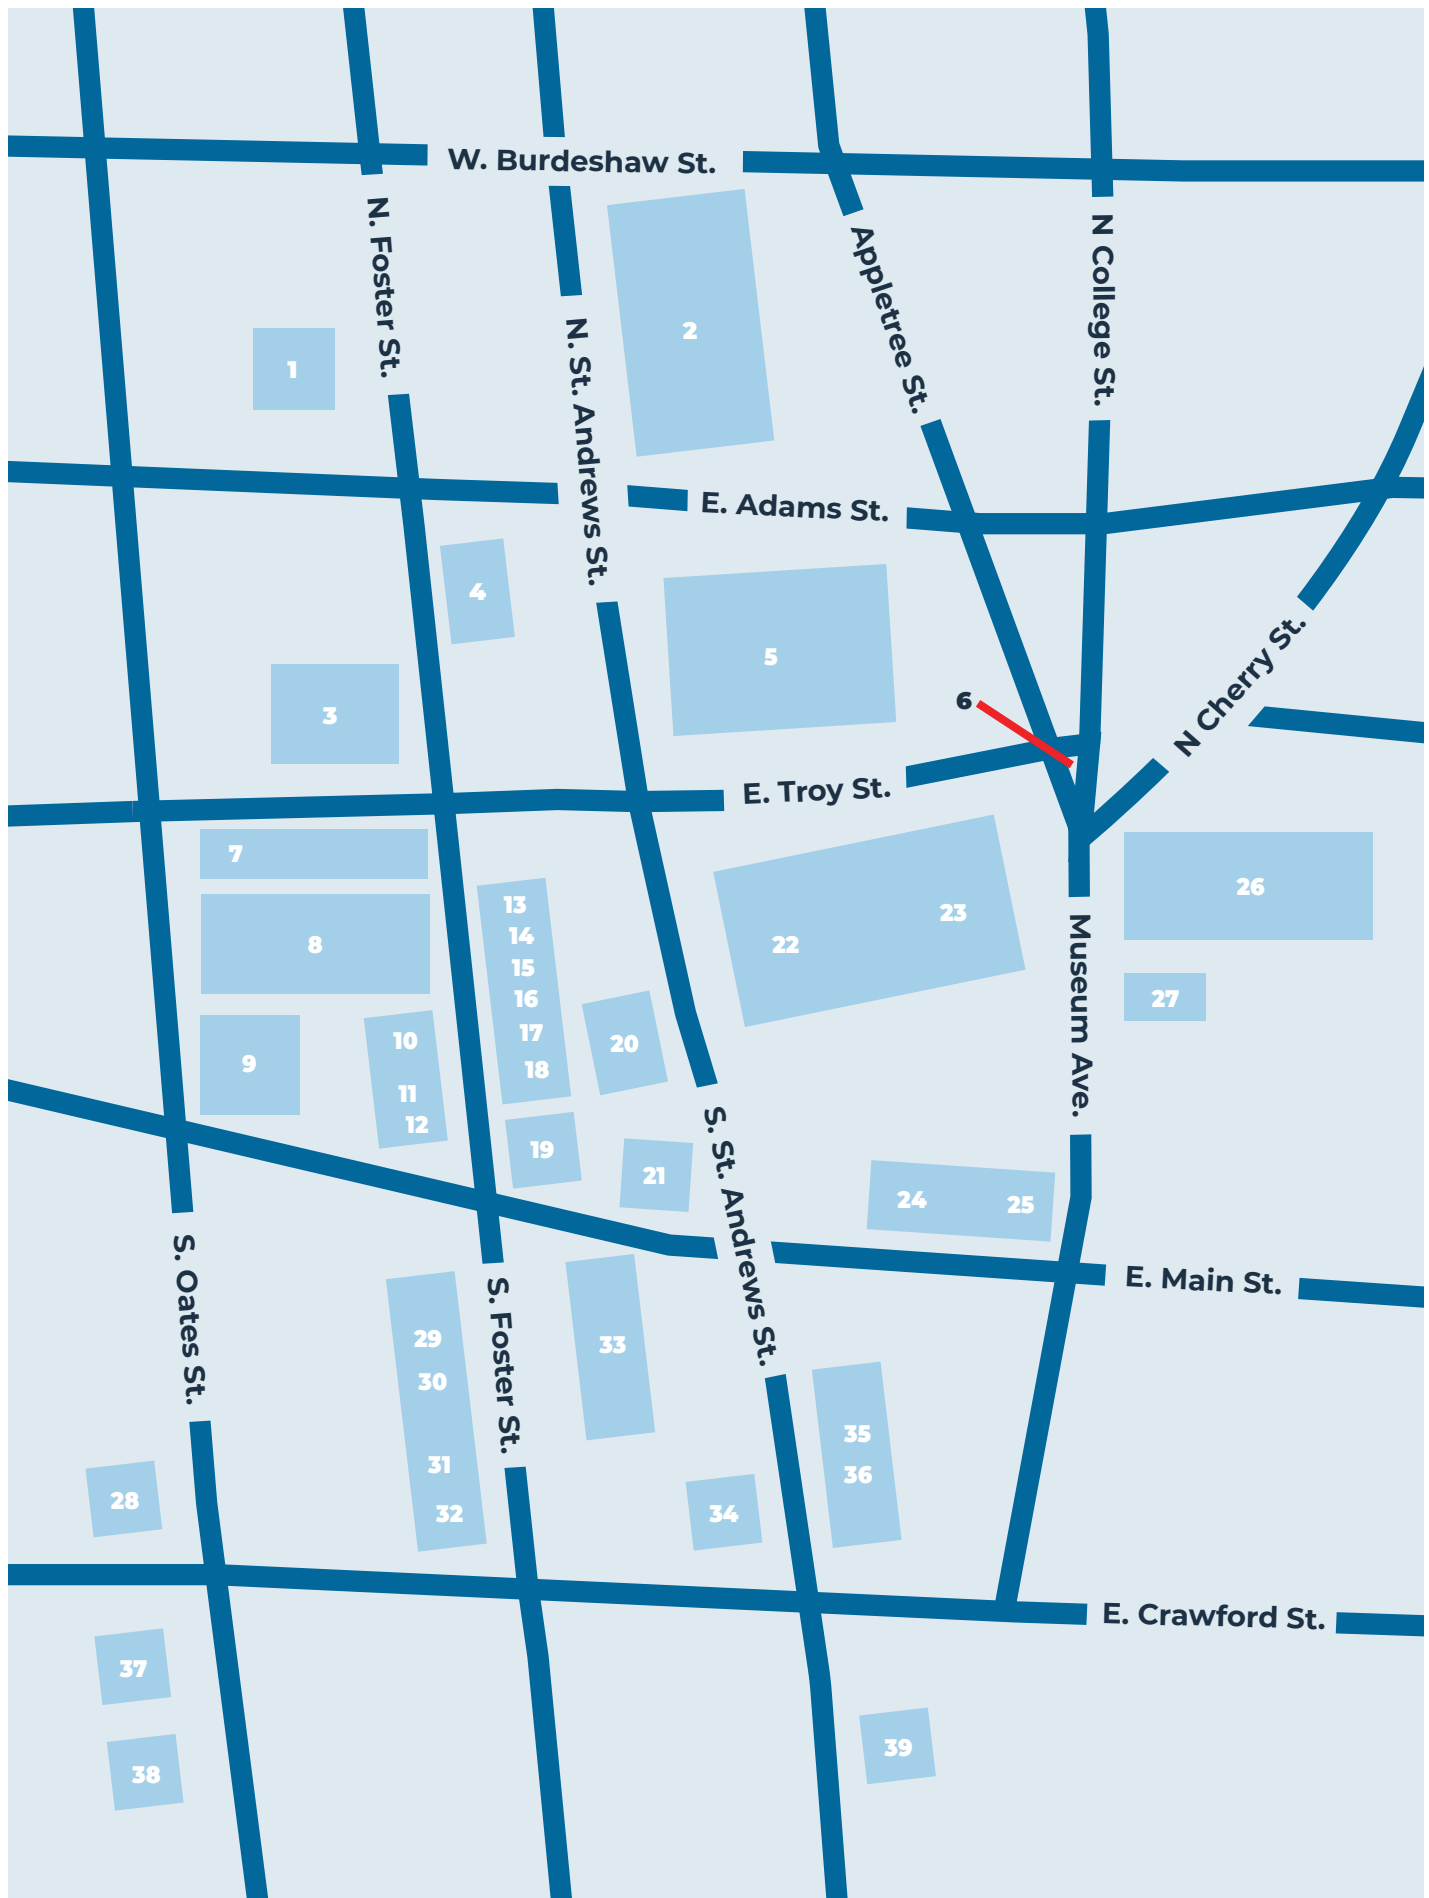 W. Burdeshaw St.
N. Foster St.
N. St. Andrews St.
Appletree St.
N College St.
1
2
E. Adams St.
4
3
5
6
N Cherry St.
E. Troy St.
7
8
9
10
11
12
13
14
15
16
17
18
19
20
21
22
23
26
27
Museum Ave.
S. St. Andrews St.
24
25
E. Main St.
S. Oates St.
S. Foster St.
28
29
30
31
32
33
34
35
36
E. Crawford St.
37
38
39